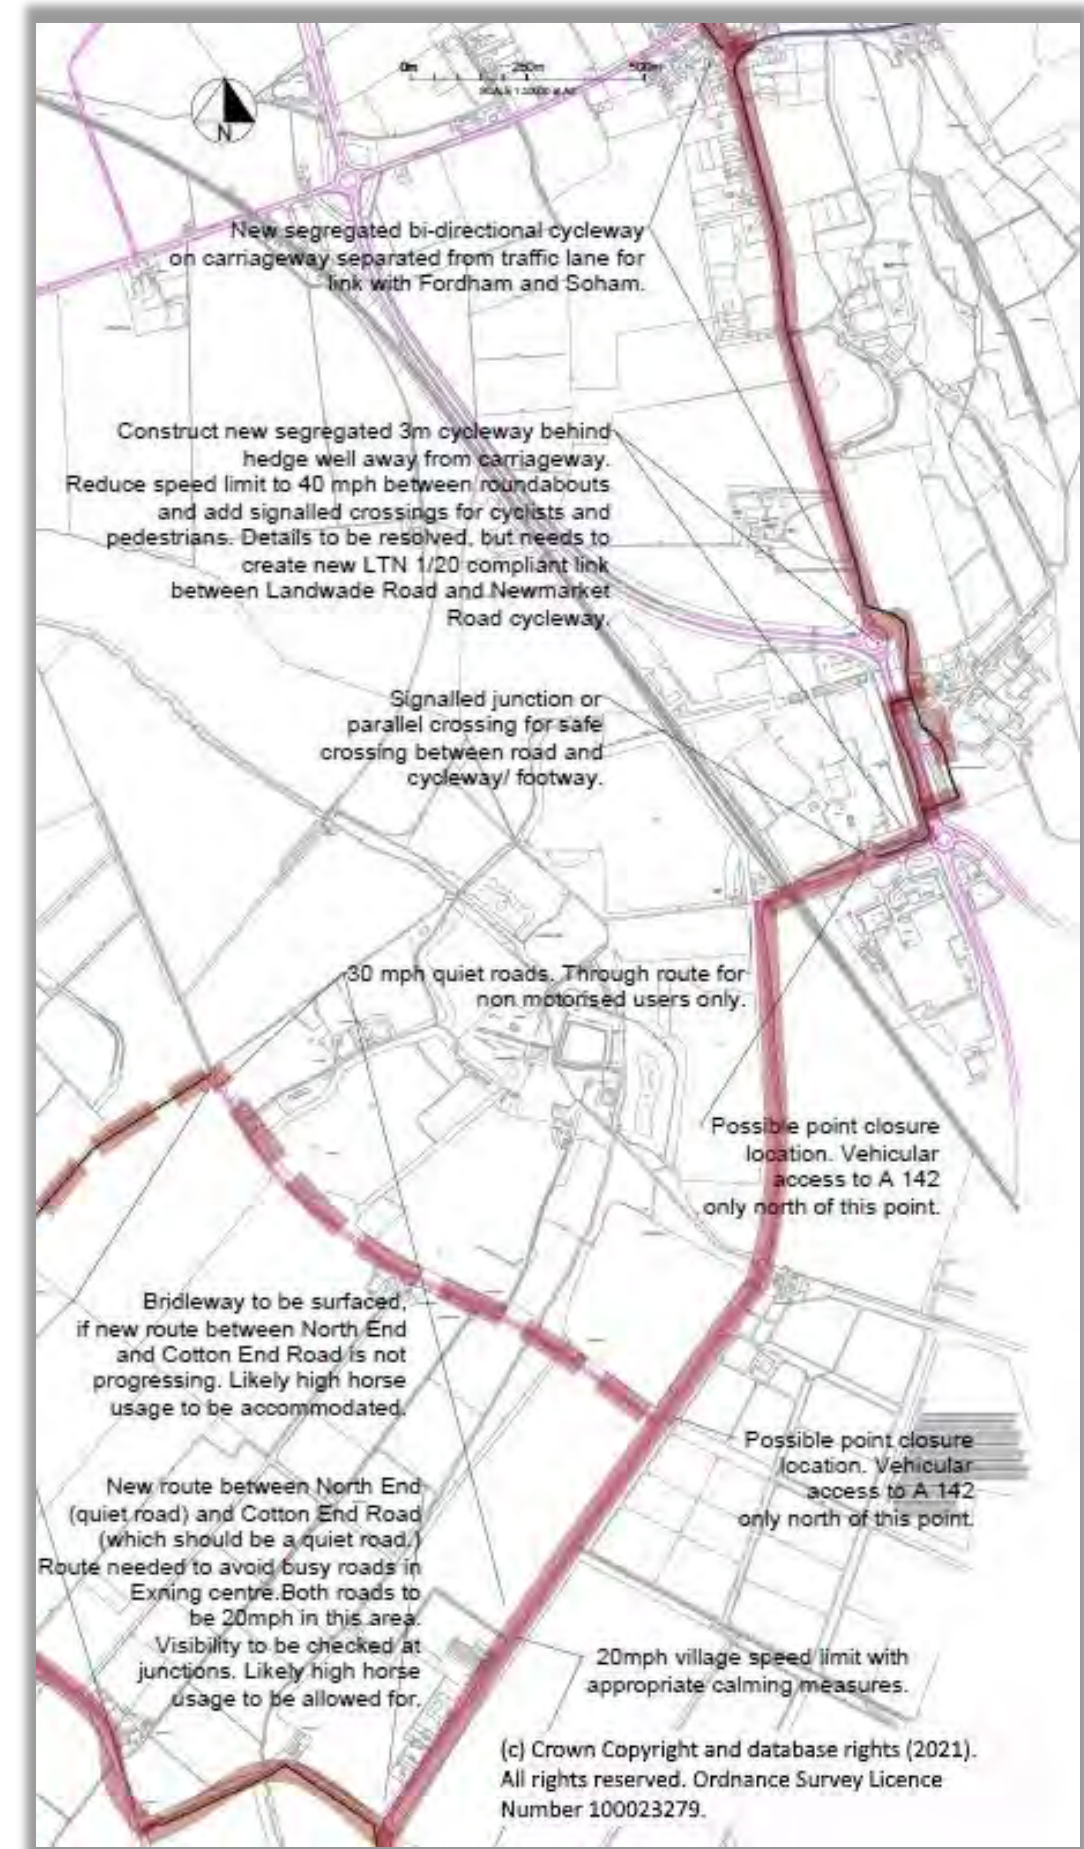 0m 250m 500m
N
New segregated bi-directional cycleway
on carriageway separated from traffic lane for
link with Fordham and Soham.
Construct new segregated 3m cycleway behind
hedge well away from carriageway.
Reduce speed limit to 40 mph between roundabouts
and add signalled crossings for cyclists and
pedestrians. Details to be resolved, but needs to
create new LTN 1/20 compliant link
between Landwade Road and Newmarket
Road cycleway.
Signalled junction or
parallel crossing for safe
crossing between road and
cycleway/ footway.
30 mph quiet roads. Through route for
non motorised users only.
Possible point closure
location. Vehicular
access to A 142
only north of this point.
Bridleway to be surfaced,
if new route between North End
and Cotton End Road is not
progressing. Likely high horse
usage to be accommodated.
Possible point closure
location. Vehicular
access to A 142
only north of this point.
New route between North End
(quiet road) and Cotton End Road
(which should be a quiet road.)
Route needed to avoid busy roads in
Exning centre.Both roads to
be 20mph in this area.
Visibility to be checked at
junctions. Likely high horse
usage to be allowed for.
20mph village speed limit with
appropriate calming measures.
(c) Crown Copyright and database rights (2021).
All rights reserved. Ordnance Survey Licence
Number 100023279.